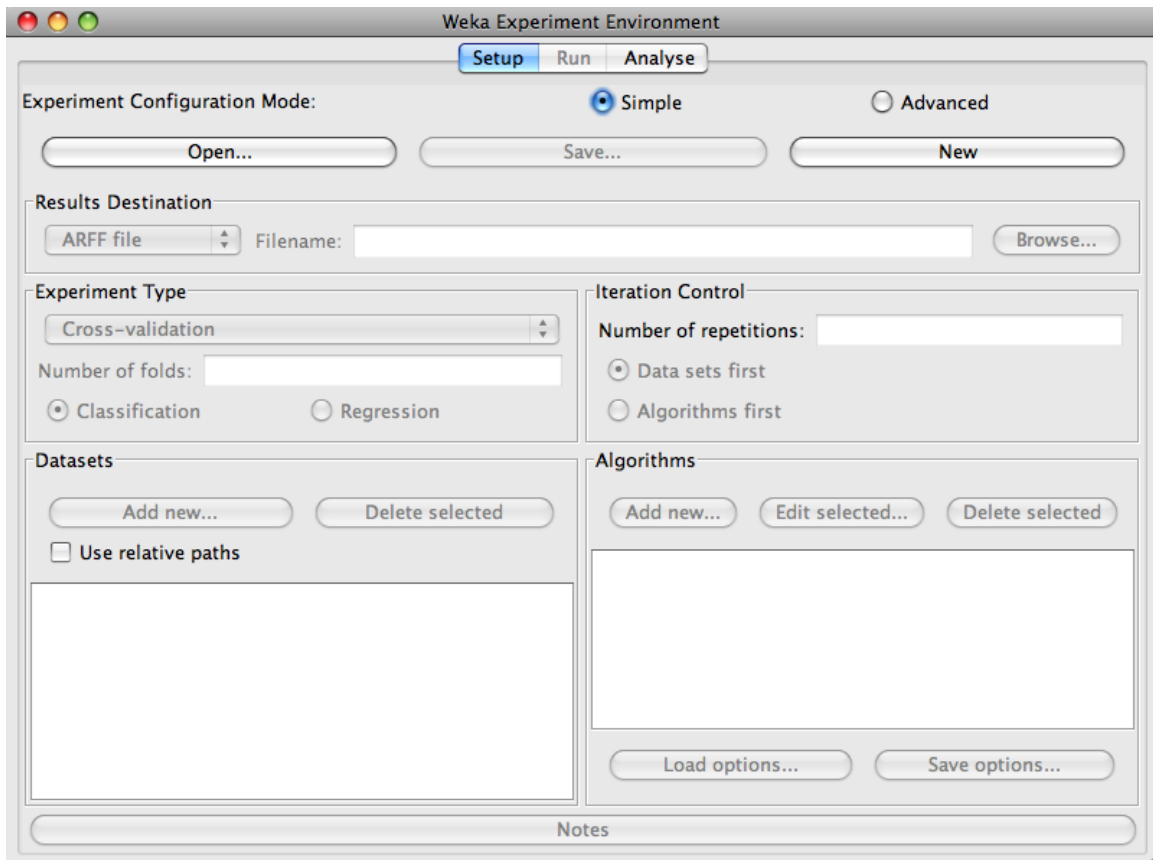 Weka Experiment Environment
Setup Run Analyse
Experiment Configuration Mode: Simple Advanced
Open... Save... New
Results Destination
ARFF file Filename: Browse...
Experiment Type
Cross-validation
Number of folds:
Classification Regression
Iteration Control
Number of repetitions:
Data sets first
Algorithms first
Datasets
Add new... Delete selected
Use relative paths
Algorithms
Add new... Edit selected... Delete selected
Load options... Save options...
Notes